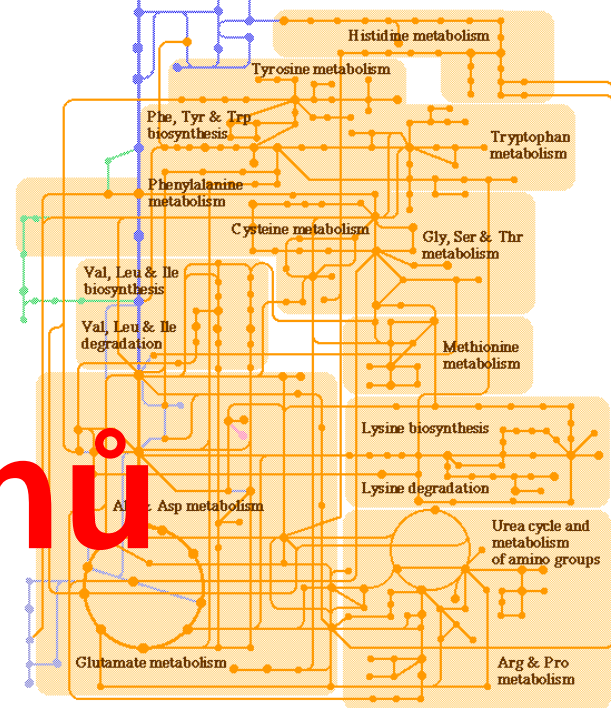 Histidine metabolism
Tyrosine metabolism
Phe, Tyr & Trp
biosynthesis
Tryptophan
metabolism
Phenylalanine
metabolism
Cysteine metabolism
Gly, Ser & Thr
metabolism
Val, Leu & Ile
biosynthesis
Val, Leu & Ile
degradation
Methionine
metabolism
Lysine biosynthesis
nů
Lysine degradation
& Asp metabolism
Urea cycle and
metabolism
of amino groups
Glutamate metabolism
Arg & Pro
metabolism